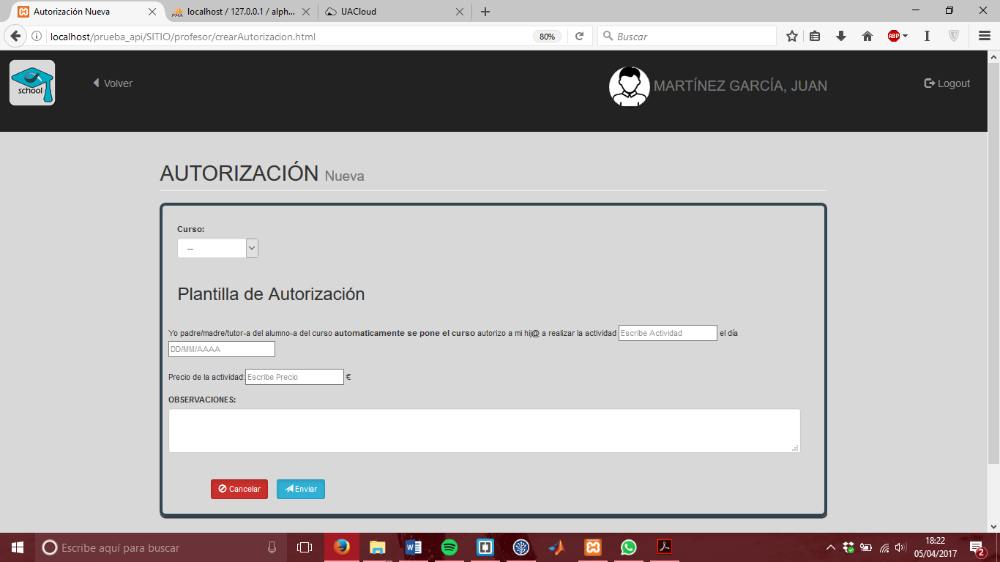 Autorización Nueva
localhost / 127.0.0.1 / alph...
UACloud
localhost/prueba_api/SITIO/profesor/crearAutorizacion.html
80%
Buscar
ABP
school
Volver
MARTÍNEZ GARCÍA, JUAN
Logout
AUTORIZACIÓN Nueva
Curso:
--
Plantilla de Autorización
Yo padre/madre/tutor-a del alumno-a del curso automaticamente se pone el curso autorizo a mi hij@ a realizar la actividad Escribe Actividad el día
DD/MM/AAAA
Precio de la actividad: Escribe Precio €
OBSERVACIONES:
Cancelar Enviar
Escribe aquí para buscar
18:22
05/04/2017
2